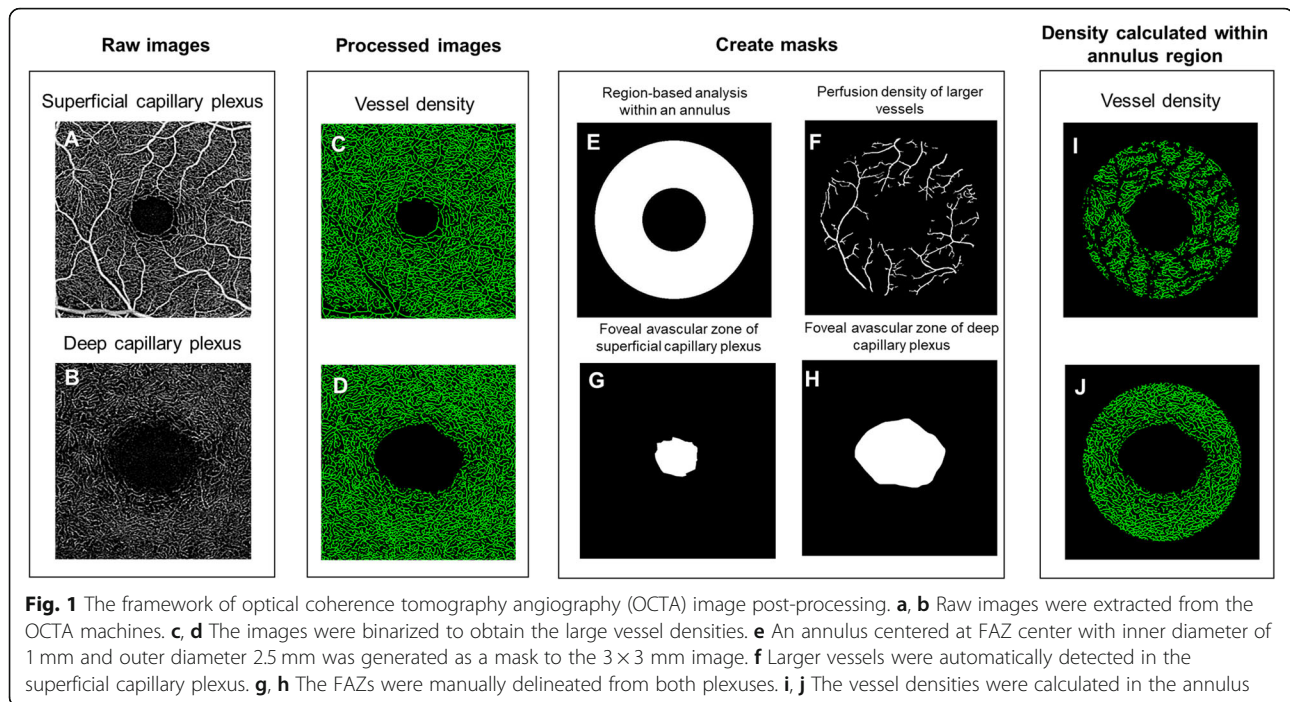 Raw images
Processed images
Create masks
Density calculated within
annulus region
Superficial capillary plexus
A
Deep capillary plexus
B
Vessel density
C
D
Region-based analysis
within an annulus
E
Perfusion density of larger
vessels
F
Foveal avascular zone of
superficial capillary plexus
G
Foveal avascular zone of deep
capillary plexus
H
Vessel density
I
J
Fig. 1 The framework of optical coherence tomography angiography (OCTA) image post-processing. a, b Raw images were extracted from the
OCTA machines. c, d The images were binarized to obtain the large vessel densities. e An annulus centered at FAZ center with inner diameter of
1 mm and outer diameter 2.5 mm was generated as a mask to the 3 × 3 mm image. f Larger vessels were automatically detected in the
superficial capillary plexus. g, h The FAZs were manually delineated from both plexuses. i, j The vessel densities were calculated in the annulus